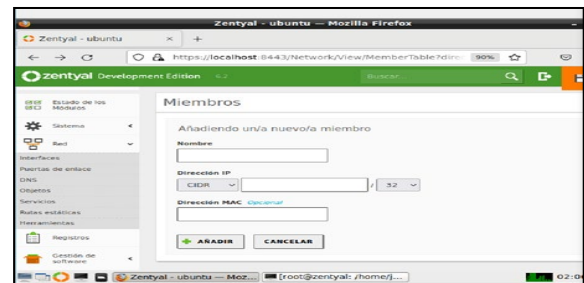 Zentyal - ubuntu — Mozilla Firefox
Zentyal - ubuntu × +
https://localhost:8443/Network/View/MemberTable?dire 90%
zentyal Development Edition Buscar...
Estado de los
Módulos
Sistema
Red
Interfaces
Puertas de enlace
DNS
Objetos
Servicios
Rutas estáticas
Herramientas
Registros
Gestión de
software
Miembros
Añadiendo un/a nuevo/a miembro
Nombre
Dirección IP
CIDR / 32
Dirección MAC Opcional
+ AÑADIR CANCELAR
Zentyal - ubuntu — Moz... [root@zentyal: /home/j... 02:0